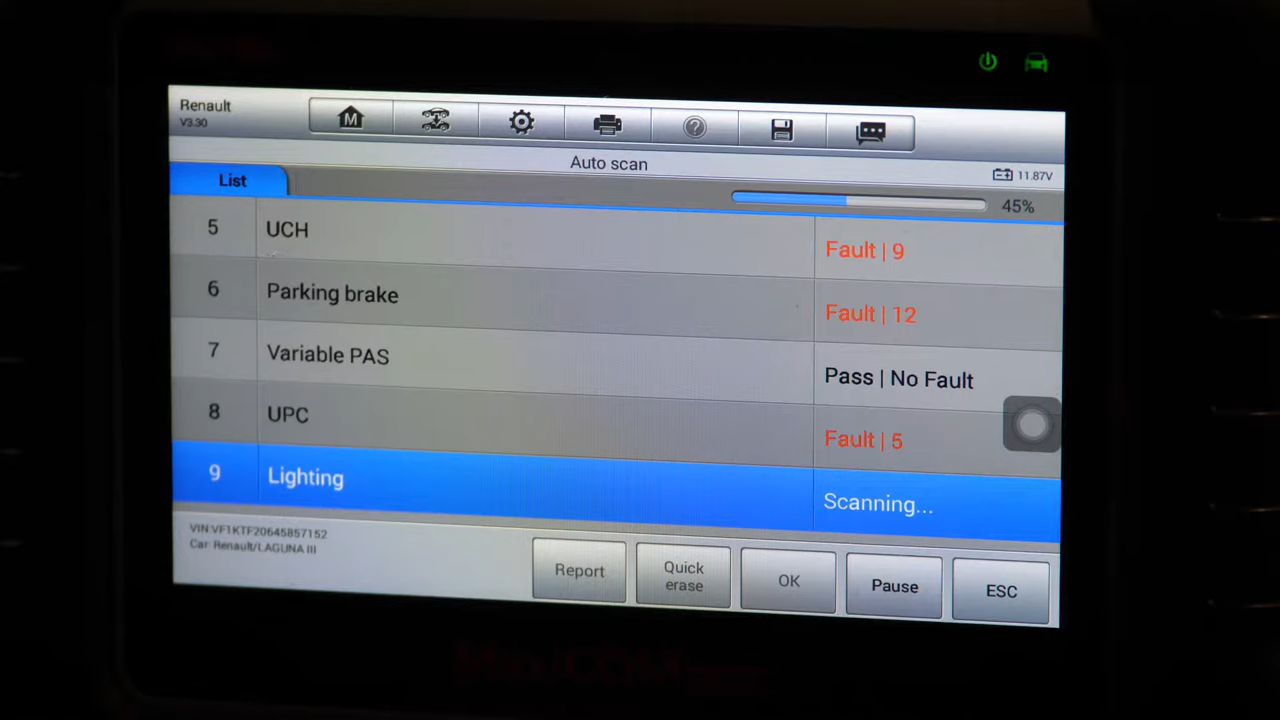 Renault
V3.30
M
?
Auto scan
11.87V
List
45%
5 UCH Fault | 9
6 Parking brake Fault | 12
7 Variable PAS Pass | No Fault
8 UPC Fault | 5
9 Lighting Scanning...
VIN:VF1KTF20645857152
Car: Renault/LAGUNA III
Report
Quick
erase
OK
Pause
ESC
MaxiCOM